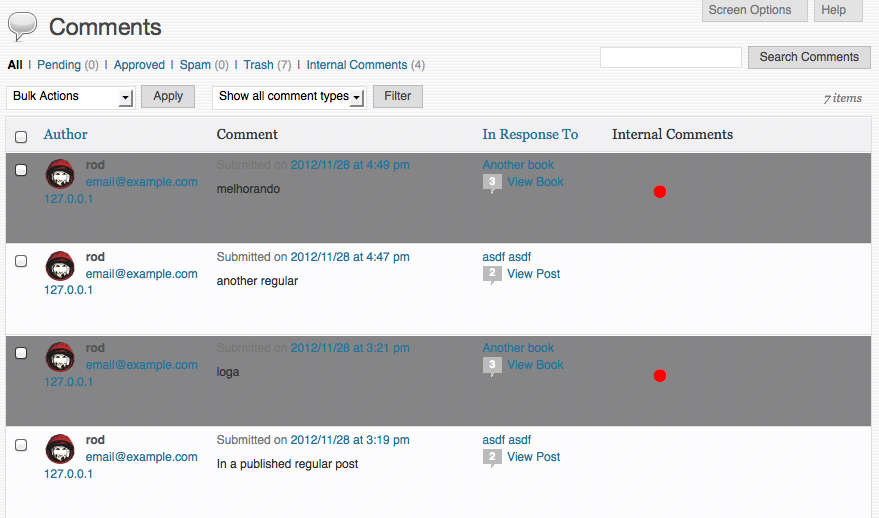 Screen Options Help
Comments
All | Pending (0) | Approved | Spam (0) | Trash (7) | Internal Comments (4)
Search Comments
Bulk Actions Apply Show all comment types Filter 7 items
Author Comment In Response To Internal Comments
rod Submitted on 2012/11/28 at 4:49 pm Another book
email@example.com 3 View Book
melhorando
127.0.0.1
rod Submitted on 2012/11/28 at 4:47 pm asdf asdf
email@example.com 2 View Post
another regular
127.0.0.1
rod Submitted on 2012/11/28 at 3:21 pm Another book
email@example.com 3 View Book
loga
127.0.0.1
rod Submitted on 2012/11/28 at 3:19 pm asdf asdf
email@example.com 2 View Post
In a published regular post
127.0.0.1